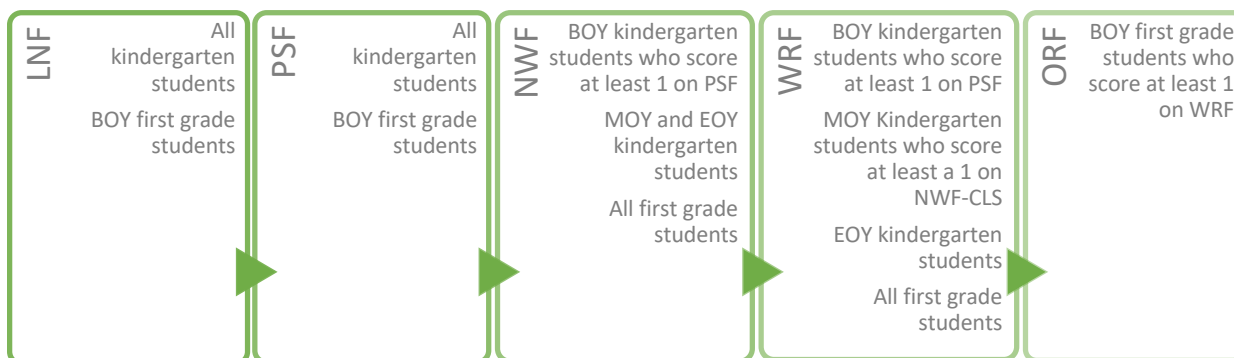 LNF
All
kindergarten
students
BOY first grade
students
PSF
All
kindergarten
students
BOY first grade
students
NWF
BOY kindergarten
students who score
at least 1 on PSF
MOY and EOY
kindergarten
students
All first grade
students
WRF
BOY kindergarten
students who score
at least 1 on PSF
MOY Kindergarten
students who score
at least a 1 on
NWF-CLS
EOY kindergarten
students
All first grade
students
ORF
BOY first grade
students who
score at least 1
on WRF